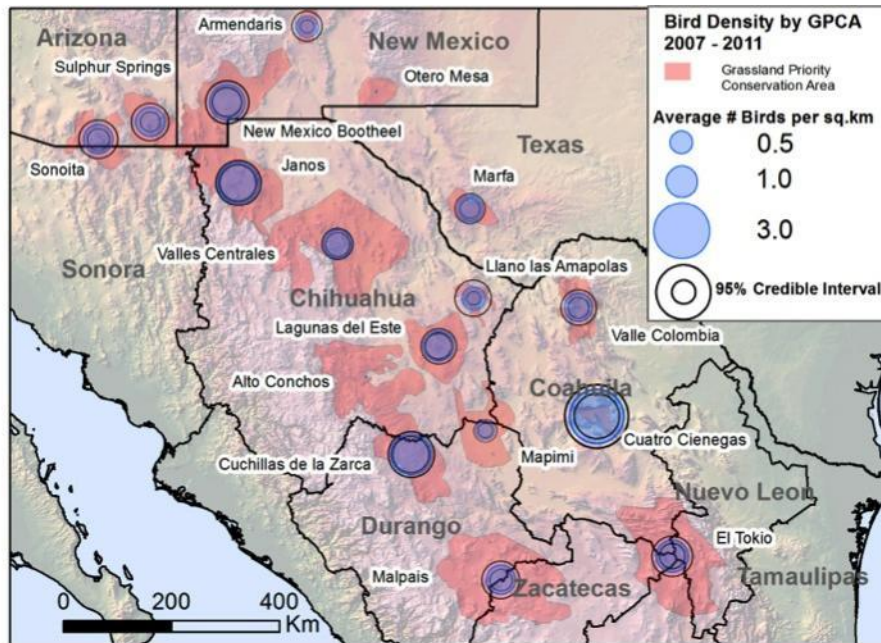 Bird Density by GPCA
2007 - 2011
Grassland Priority
Conservation Area
Average # Birds per sq.km
0.5
1.0
3.0
95% Credible Interval
Armendaris
Arizona
New Mexico
Sulphur Springs
Otero Mesa
New Mexico Bootheel
Texas
Sonoita
Janos
Marfa
Valles Centrales
Sonora
Llano las Amapolas
Chihuahua
Lagunas del Este
Valle Colombia
Alto Conchos
Coahuila
Cuatro Cienegas
Mapimi
Cuchillas de la Zarca
Nuevo Leon
Durango
El Tokio
Malpais
Zacatecas
Tamaulipas
0 200 400
Km